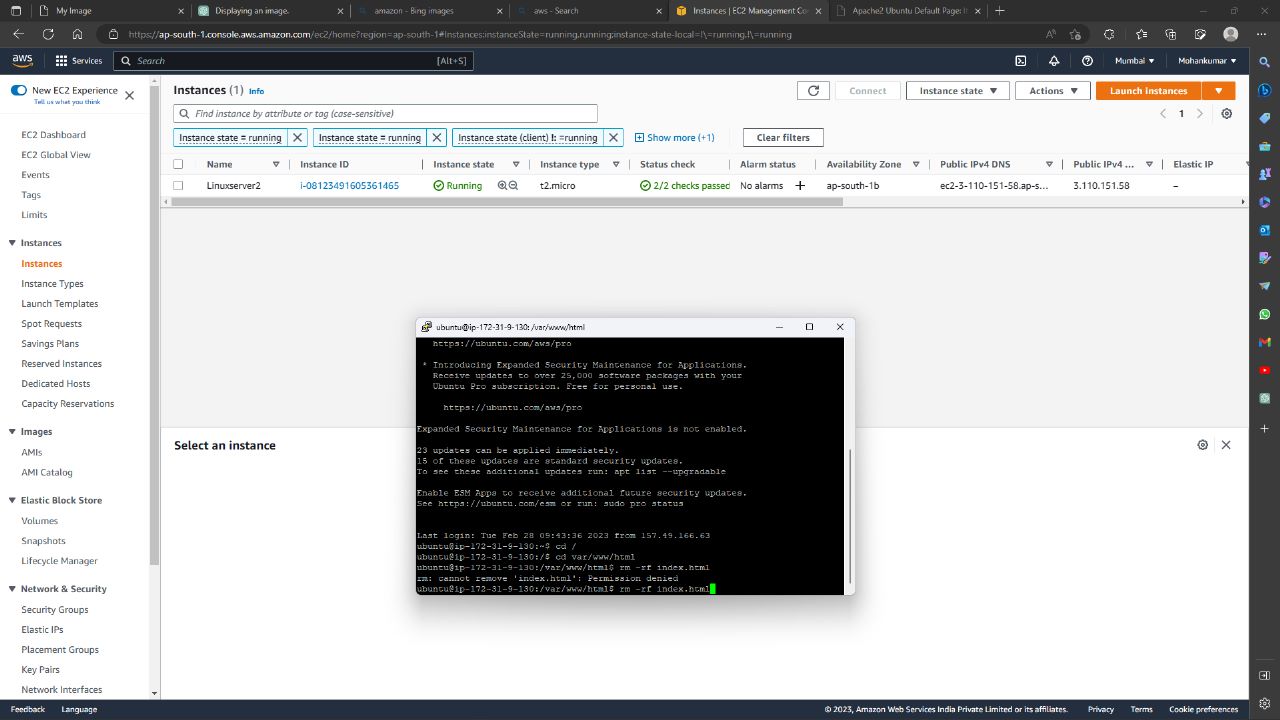 My Image
Displaying an image.
amazon - Bing images
aws - Search
Instances | EC2 Management Co
Apache2 Ubuntu Default Page: It
https://ap-south-1.console.aws.amazon.com/ec2/home?region=ap-south-1#Instances:instanceState=running,running;instance-state-local=!\=running,!\=running
aws
Services
Search
[Alt+S]
Mumbai
Mohankumar
New EC2 Experience
Tell us what you think
EC2 Dashboard
EC2 Global View
Events
Tags
Limits
Instances
Instances
Instance Types
Launch Templates
Spot Requests
Savings Plans
Reserved Instances
Dedicated Hosts
Capacity Reservations
Images
AMIs
AMI Catalog
Elastic Block Store
Volumes
Snapshots
Lifecycle Manager
Network & Security
Security Groups
Elastic IPs
Placement Groups
Key Pairs
Network Interfaces
Instances (1) Info
Connect
Instance state
Actions
Launch instances
Find instance by attribute or tag (case-sensitive)
1
Instance state = running
Instance state = running
Instance state (client) !: =running
Show more (+1)
Clear filters
Name Instance ID Instance state Instance type Status check Alarm status Availability Zone Public IPv4 DNS Public IPv4 ... Elastic IP
Linuxserver2 i-08123491605361465 Running t2.micro 2/2 checks passed No alarms + ap-south-1b ec2-3-110-151-58.ap-s... 3.110.151.58 –
Select an instance
ubuntu@ip-172-31-9-130: /var/www/html
https://ubuntu.com/aws/pro
* Introducing Expanded Security Maintenance for Applications.
Receive updates to over 25,000 software packages with your
Ubuntu Pro subscription. Free for personal use.
https://ubuntu.com/aws/pro
Expanded Security Maintenance for Applications is not enabled.
23 updates can be applied immediately.
15 of these updates are standard security updates.
To see these additional updates run: apt list --upgradable
Enable ESM Apps to receive additional future security updates.
See https://ubuntu.com/esm or run: sudo pro status
Last login: Tue Feb 28 09:43:36 2023 from 157.49.166.63
ubuntu@ip-172-31-9-130:~$ cd /
ubuntu@ip-172-31-9-130:/$ cd var/www/html
ubuntu@ip-172-31-9-130:/var/www/html$ rm -rf index.html
rm: cannot remove 'index.html': Permission denied
ubuntu@ip-172-31-9-130:/var/www/html$ rm -rf index.html
Feedback
Language
© 2023, Amazon Web Services India Private Limited or its affiliates.
Privacy
Terms
Cookie preferences